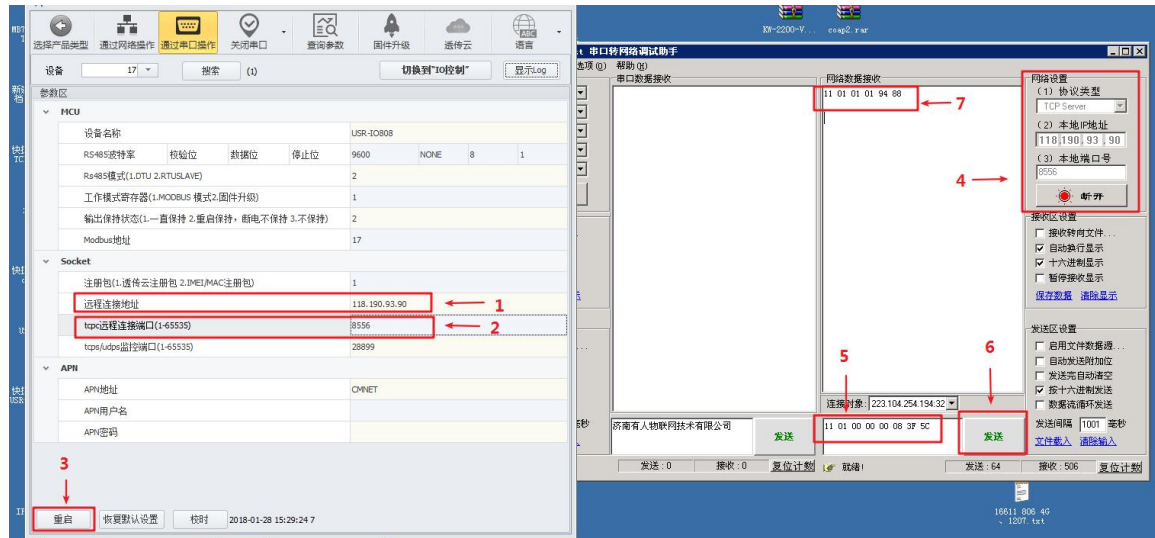 KW-2200-V... coap2.rar
选择产品类型 通过网络操作 通过串口操作 关闭串口 查询参数 固件升级 透传云 语言
ABC
设备 17 搜索 (1) 切换到"IO控制" 显示Log
参数区
MCU
设备名称 USR-IO808
RS485波特率 校验位 数据位 停止位 9600 NONE 8 1
Rs485模式(1.DTU 2.RTUSLAVE) 2
工作模式寄存器(1.MODBUS 模式2.固件升级) 1
输出保持状态(1.一直保持 2.重启保持，断电不保持 3.不保持) 2
Modbus地址 17
Socket
注册包(1.透传云注册包 2.IMEI/MAC注册包) 1
远程连接地址 118.190.93.90 1
tcpc远程连接端口(1-65535) 8556 2
tcps/udps监控端口(1-65535) 28899
APN
APN地址 CMNET
APN用户名
APN密码
3
重启 恢复默认设置 校时 2018-01-28 15:29:24 7
串口转网络调试助手
选项(O) 帮助(H)
串口数据接收 网络数据接收 网络设置
11 01 01 01 94 88 7
(1) 协议类型
TCP Server
(2) 本地IP地址
118.190. 93 . 90
(3) 本地端口号
8556
4
断开
接收区设置
接收转向文件...
自动换行显示
十六进制显示
暂停接收显示
保存数据 清除显示
发送区设置
启用文件数据源...
自动发送附加位
发送完自动清空
按十六进制发送
数据流循环发送
发送间隔 1001 毫秒
文件载入 清除输入
5 6
连接对象: 223.104.254.194:32
济南有人物联网技术有限公司 发送 11 01 00 00 00 08 3F 5C 发送
发送:0 接收:0 复位计数 就绪! 发送:64 接收:506 复位计数
16611 806 4G
、1207.txt